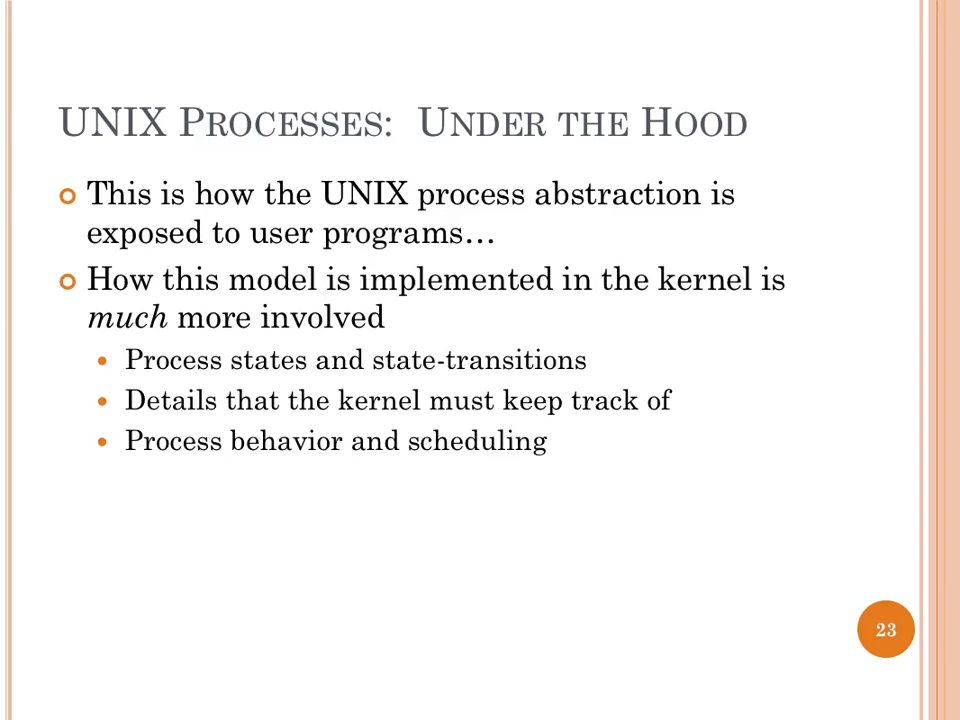 UNIX Processes: Under the Hood
This is how the UNIX process abstraction is
exposed to user programs…
How this model is implemented in the kernel is
much more involved
Process states and state-transitions
Details that the kernel must keep track of
Process behavior and scheduling
23